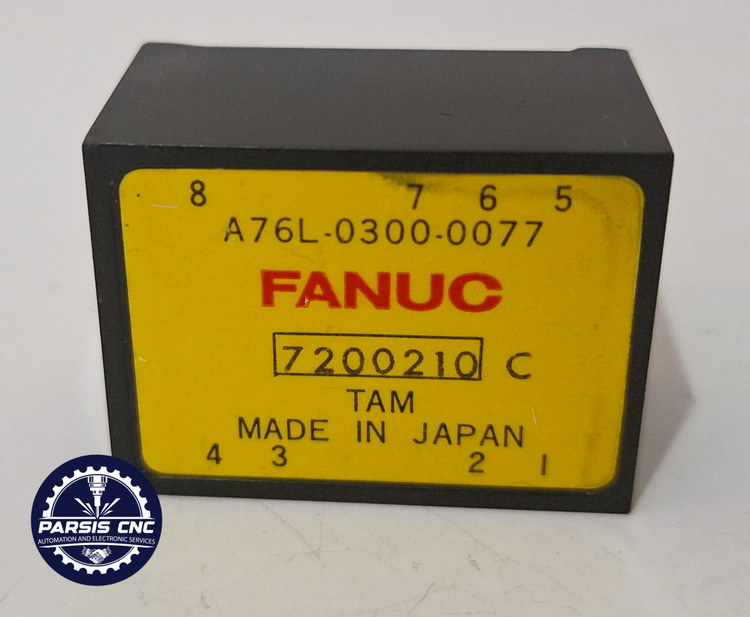 8 7 6 5
A76L-0300-0077
FANUC
7200210 C
TAM
MADE IN JAPAN
4 3 2 1
PARSIS CNC
AUTOMATION AND ELECTRONIC SERVICES